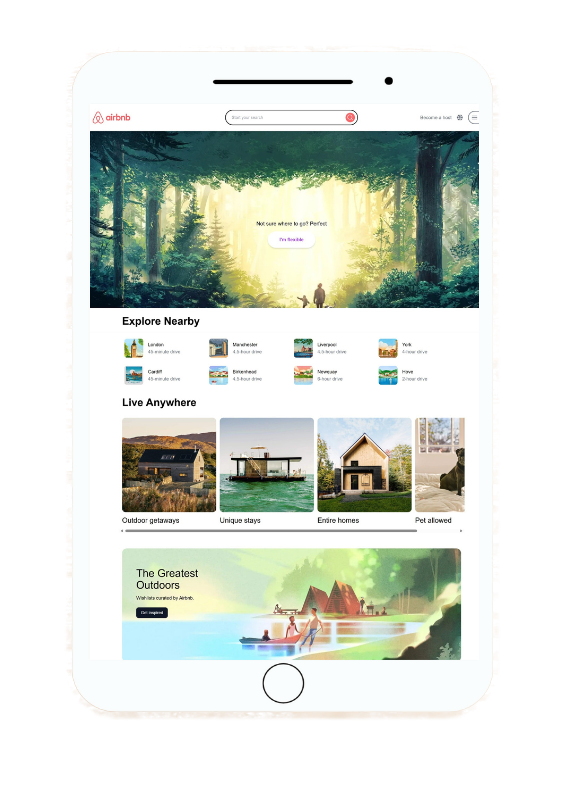 airbnb
Start your search
Become a host
Not sure where to go? Perfect
I'm flexible
Explore Nearby
London
45-minute drive
Manchester
4.5-hour drive
Liverpool
4.5-hour drive
York
4-hour drive
Cardiff
45-minute drive
Birkenhead
4.5-hour drive
Newquay
6-hour drive
Hove
2-hour drive
Live Anywhere
Outdoor getaways
Unique stays
Entire homes
Pet allowed
The Greatest
Outdoors
Wishlists curated by Airbnb.
Get inspired